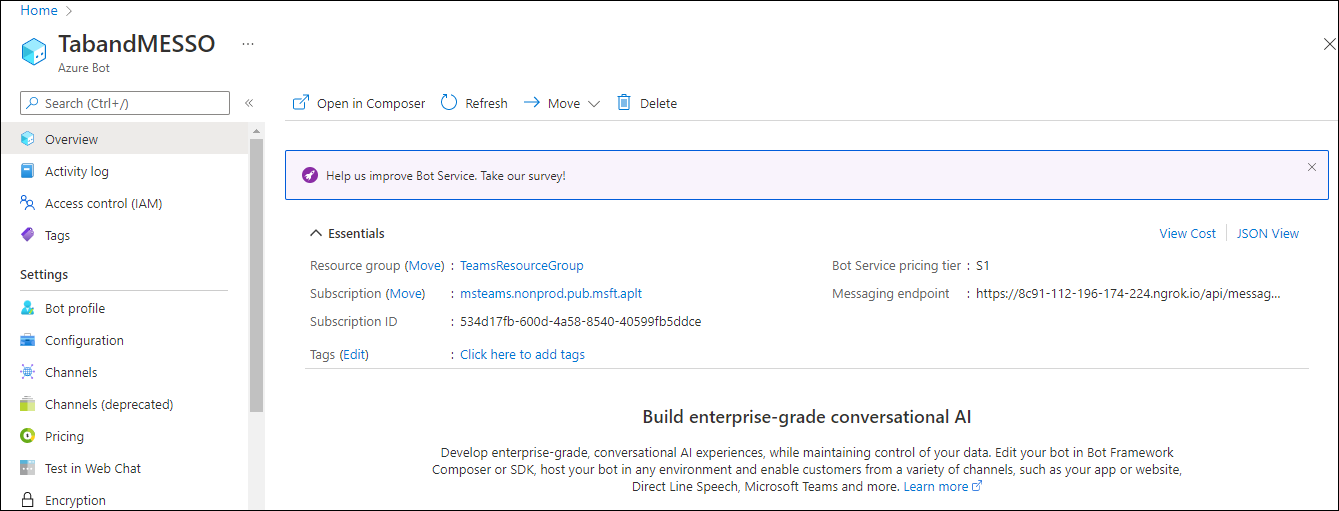 Home >
TabandMESSO ...
Azure Bot
Search (Ctrl+/) «
Open in Composer Refresh Move Delete
Overview
Activity log
Access control (IAM)
Tags
Settings
Bot profile
Configuration
Channels
Channels (deprecated)
Pricing
Test in Web Chat
Encryption
Help us improve Bot Service. Take our survey!
Essentials View Cost JSON View
Resource group (Move) : TeamsResourceGroup
Subscription (Move) : msteams.nonprod.pub.msft.aplt
Subscription ID : 534d17fb-600d-4a58-8540-40599fb5ddce
Tags (Edit) : Click here to add tags
Bot Service pricing tier : S1
Messaging endpoint : https://8c91-112-196-174-224.ngrok.io/api/messag...
Build enterprise-grade conversational AI
Develop enterprise-grade, conversational AI experiences, while maintaining control of your data. Edit your bot in Bot Framework
Composer or SDK, host your bot in any environment and enable customers from a variety of channels, such as your app or website,
Direct Line Speech, Microsoft Teams and more. Learn more